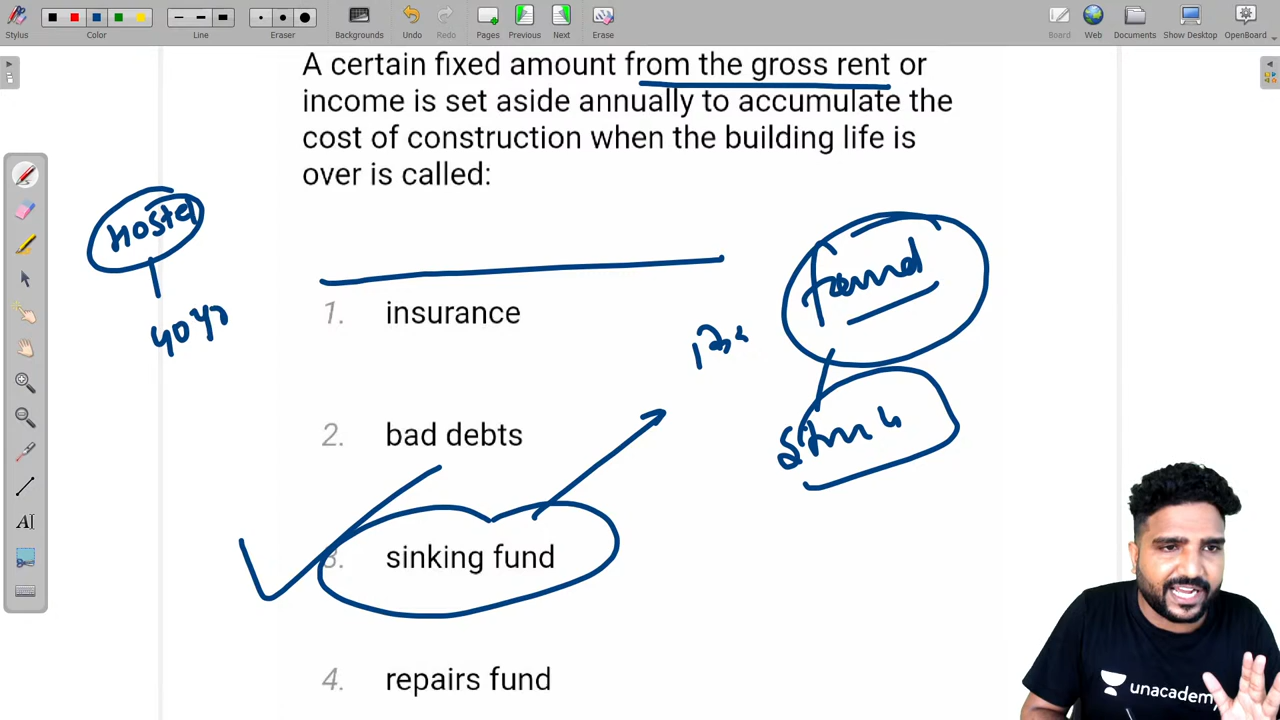 Stylus
Color
Line
Eraser
Backgrounds
Undo
Redo
Pages
Previous
Next
Erase
Board
Web
Documents
Show Desktop
OpenBoard
A certain fixed amount from the gross rent or
income is set aside annually to accumulate the
cost of construction when the building life is
over is called:
Hostel
40 yr
1. insurance
2. bad debts
3. sinking fund
4. repairs fund
unacademy